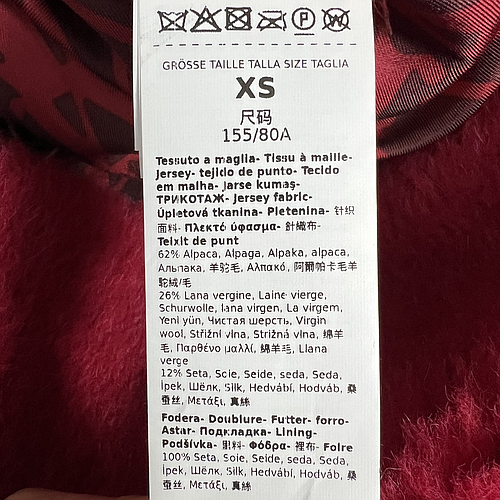 GRÖSSE TAILLE TALLA SIZE TAGLIA
XS
尺码
155/80A
Tessuto a maglia- Tissu à maille-
Jersey- tejido de punto- Tecido
em malha- Jarse kumaş-
ТРИКОТАЖ- Jersey fabric-
Úpletová tkanina- Pletenina- 针织
面料- Πλεκτό ύφασμα- 針織布-
Teixit de punt
62% Alpaca, Alpaga, Alpaka, alpaca,
Альпака, 羊驼毛, Αλπακά, 阿爾帕卡毛羊
駝絨/毛
26% Lana vergine, Laine vierge,
Schurwolle, lana virgen, La virgem,
Yeni yün, Чистая шерсть, Virgin
wool, Střižní vlna, Strižná vlna, 绵羊
毛, Παρθένο μαλλί, 綿羊毛, Llana
verge
12% Seta, Soie, Seide, seda, Seda,
İpek, Шёлк, Silk, Hedvábí, Hodváb, 桑
蚕丝, Μετάξι, 真絲
Fodera- Doublure- Futter- forro-
Astar- Подкладка- Lining-
Podšívka- 里料- Φόδρα- 裡布- Folre
100% Seta, Soie, Seide, seda, Seda,
İpek, Шёлк, Silk, Hedvábí, Hodváb, 桑
蚕丝, Μετάξι, 真絲